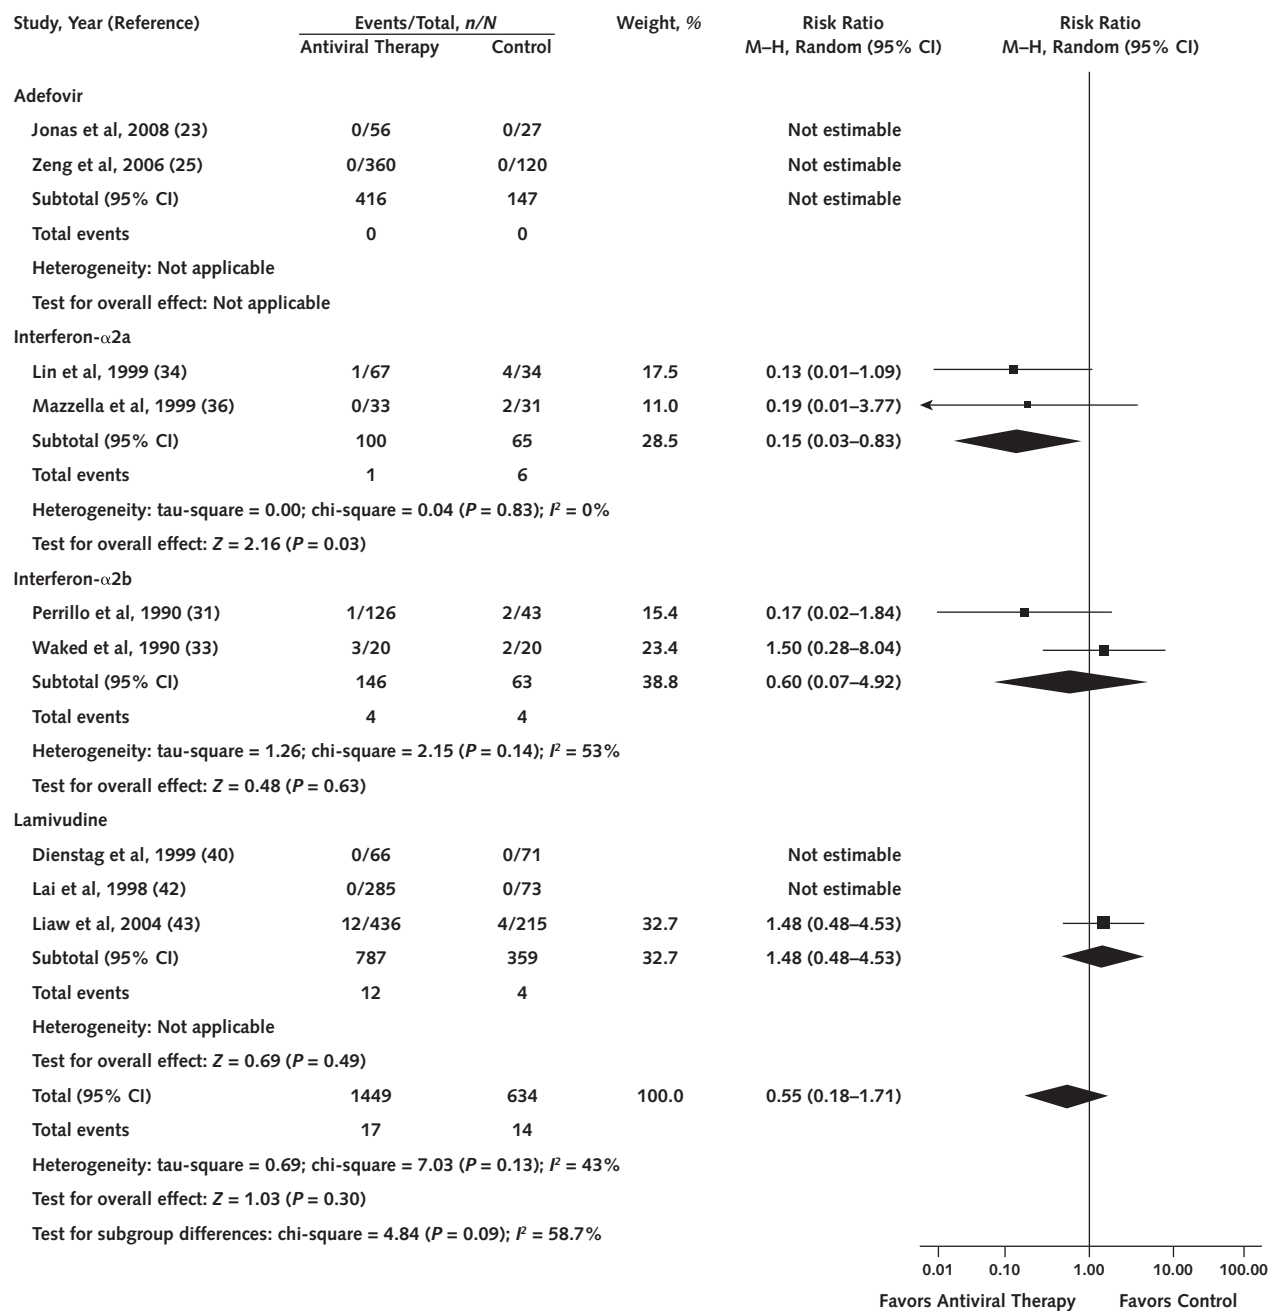 Study, Year (Reference) Events/Total, n/N Weight, % Risk Ratio Risk Ratio
Antiviral Therapy Control M–H, Random (95% CI) M–H, Random (95% CI)
Adefovir
Jonas et al, 2008 (23) 0/56 0/27 Not estimable
Zeng et al, 2006 (25) 0/360 0/120 Not estimable
Subtotal (95% CI) 416 147 Not estimable
Total events 0 0
Heterogeneity: Not applicable
Test for overall effect: Not applicable
Interferon-α2a
Lin et al, 1999 (34) 1/67 4/34 17.5 0.13 (0.01–1.09)
Mazzella et al, 1999 (36) 0/33 2/31 11.0 0.19 (0.01–3.77)
Subtotal (95% CI) 100 65 28.5 0.15 (0.03–0.83)
Total events 1 6
Heterogeneity: tau-square = 0.00; chi-square = 0.04 (P = 0.83); I² = 0%
Test for overall effect: Z = 2.16 (P = 0.03)
Interferon-α2b
Perrillo et al, 1990 (31) 1/126 2/43 15.4 0.17 (0.02–1.84)
Waked et al, 1990 (33) 3/20 2/20 23.4 1.50 (0.28–8.04)
Subtotal (95% CI) 146 63 38.8 0.60 (0.07–4.92)
Total events 4 4
Heterogeneity: tau-square = 1.26; chi-square = 2.15 (P = 0.14); I² = 53%
Test for overall effect: Z = 0.48 (P = 0.63)
Lamivudine
Dienstag et al, 1999 (40) 0/66 0/71 Not estimable
Lai et al, 1998 (42) 0/285 0/73 Not estimable
Liaw et al, 2004 (43) 12/436 4/215 32.7 1.48 (0.48–4.53)
Subtotal (95% CI) 787 359 32.7 1.48 (0.48–4.53)
Total events 12 4
Heterogeneity: Not applicable
Test for overall effect: Z = 0.69 (P = 0.49)
Total (95% CI) 1449 634 100.0 0.55 (0.18–1.71)
Total events 17 14
Heterogeneity: tau-square = 0.69; chi-square = 7.03 (P = 0.13); I² = 43%
Test for overall effect: Z = 1.03 (P = 0.30)
Test for subgroup differences: chi-square = 4.84 (P = 0.09); I² = 58.7%
0.01 0.10 1.00 10.00 100.00
Favors Antiviral Therapy Favors Control